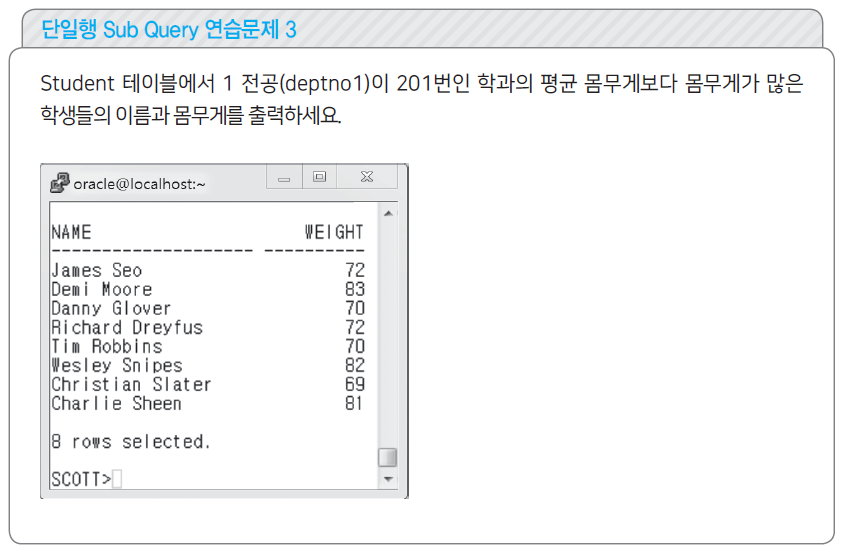 단일행 Sub Query 연습문제 3
Student 테이블에서 1 전공(deptno1)이 201번인 학과의 평균 몸무게보다 몸무게가 많은
학생들의 이름과 몸무게를 출력하세요.
oracle@localhost:~
NAME WEIGHT
-------------------- ----------
James Seo 72
Demi Moore 83
Danny Glover 70
Richard Dreyfus 72
Tim Robbins 70
Wesley Snipes 82
Christian Slater 69
Charlie Sheen 81
8 rows selected.
SCOTT>